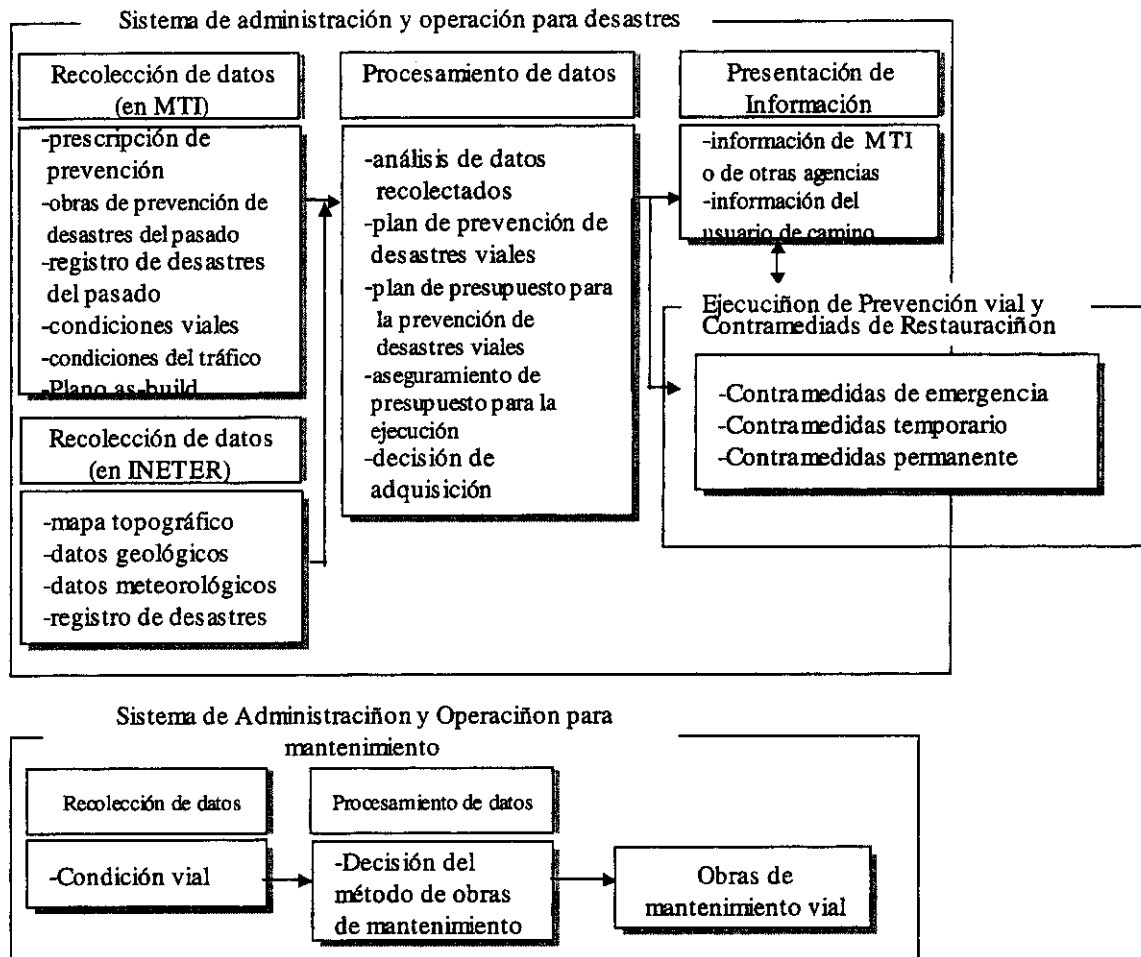 Sistema de administración y operación para desastres
Recolección de datos
(en MTI)
-prescripción de
prevención
-obras de prevención de
desastres del pasado
-registro de desastres
del pasado
-condiciones viales
-condiciones del tráfico
-Plano as-build
Recolección de datos
(en INETER)
-mapa topográfico
-datos geológicos
-datos meteorológicos
-registro de desastres
Procesamiento de datos
-análisis de datos
recolectados
-plan de prevención de
desastres viales
-plan de presupuesto para
la prevención de
desastres viales
-aseguramiento de
presupuesto para la
ejecución
-decisión de
adquisición
Presentación de
Información
-información de MTI
o de otras agencias
-información del
usuario de camino
Ejecuciñon de Prevención vial y
Contramediads de Restauraciñon
-Contramedidas de emergencia
-Contramedidas temporario
-Contramedidas permanente
Sistema de Administraciñon y Operaciñon para
mantenimiento
Recolección de datos
-Condición vial
Procesamiento de datos
-Decisión del
método de obras
de mantenimiento
Obras de
mantenimiento vial